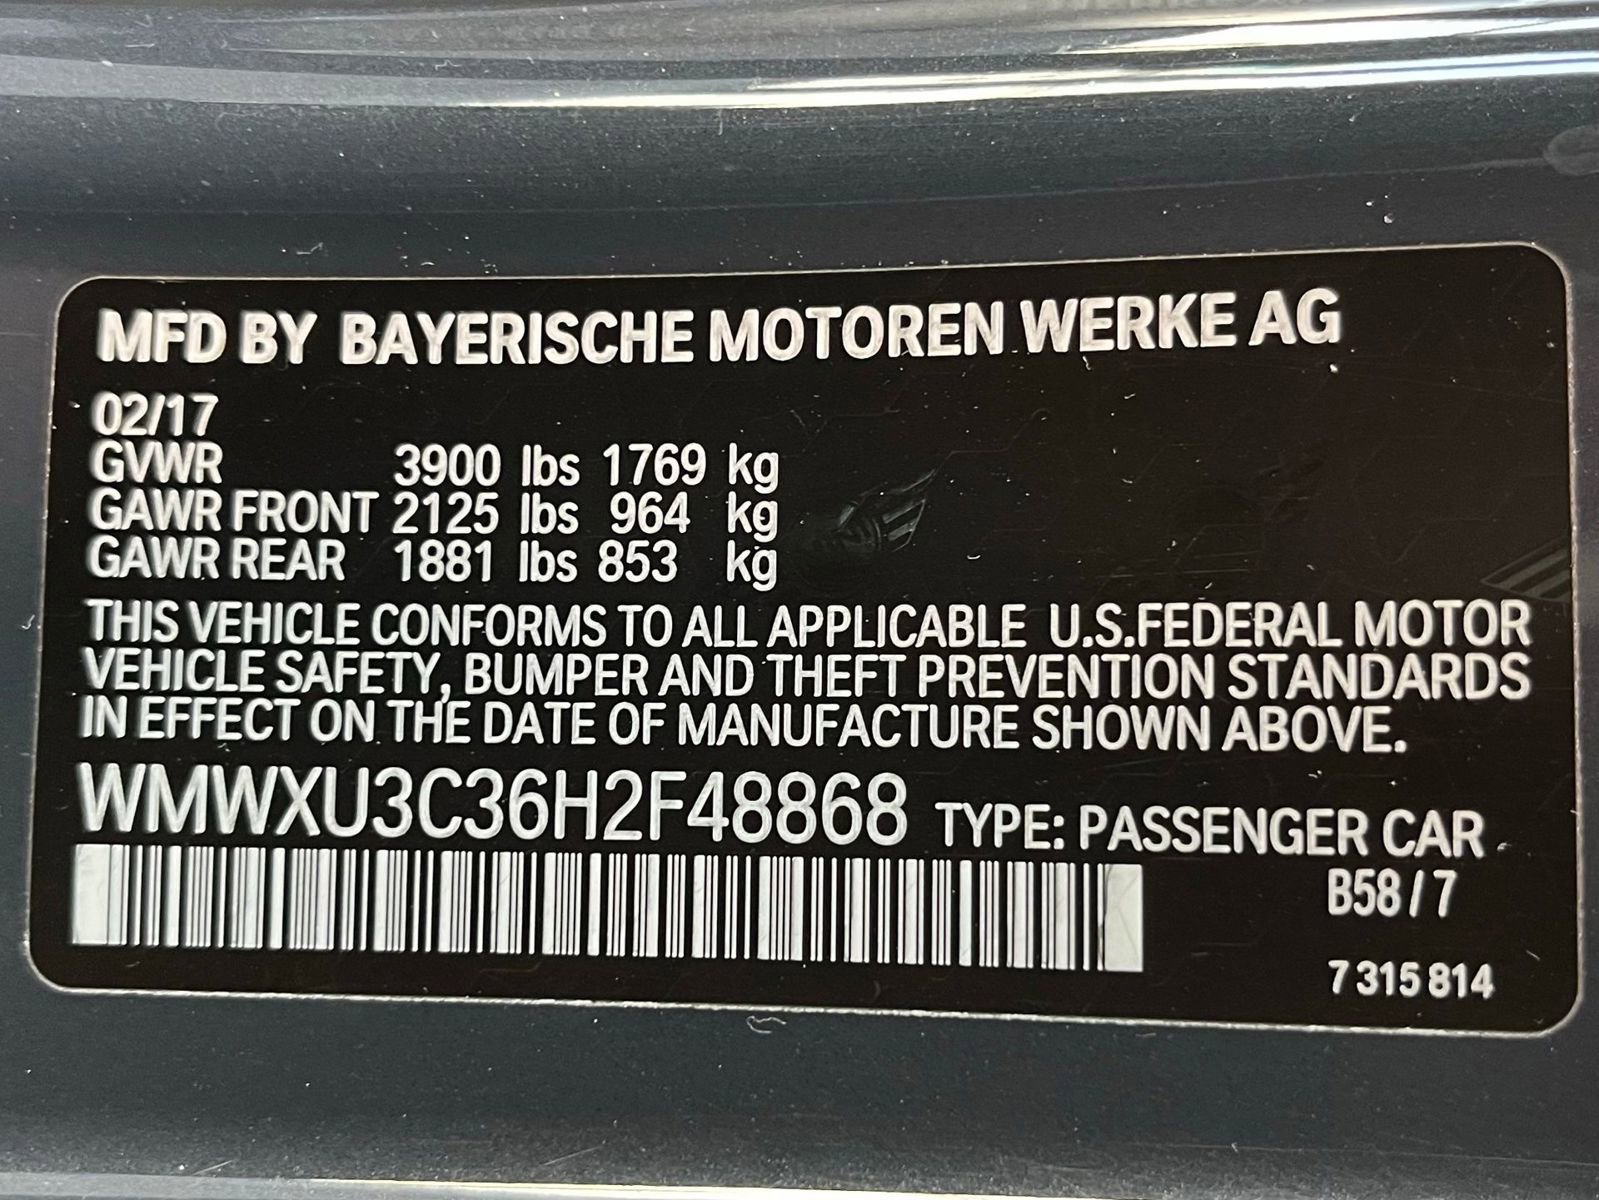 MFD BY BAYERISCHE MOTOREN WERKE AG
02/17
GVWR 3900 lbs 1769 kg
GAWR FRONT 2125 lbs 964 kg
GAWR REAR 1881 lbs 853 kg
THIS VEHICLE CONFORMS TO ALL APPLICABLE U.S.FEDERAL MOTOR
VEHICLE SAFETY, BUMPER AND THEFT PREVENTION STANDARDS
IN EFFECT ON THE DATE OF MANUFACTURE SHOWN ABOVE.
WMWXU3C36H2F48868 TYPE: PASSENGER CAR
B58 / 7
7 315 814